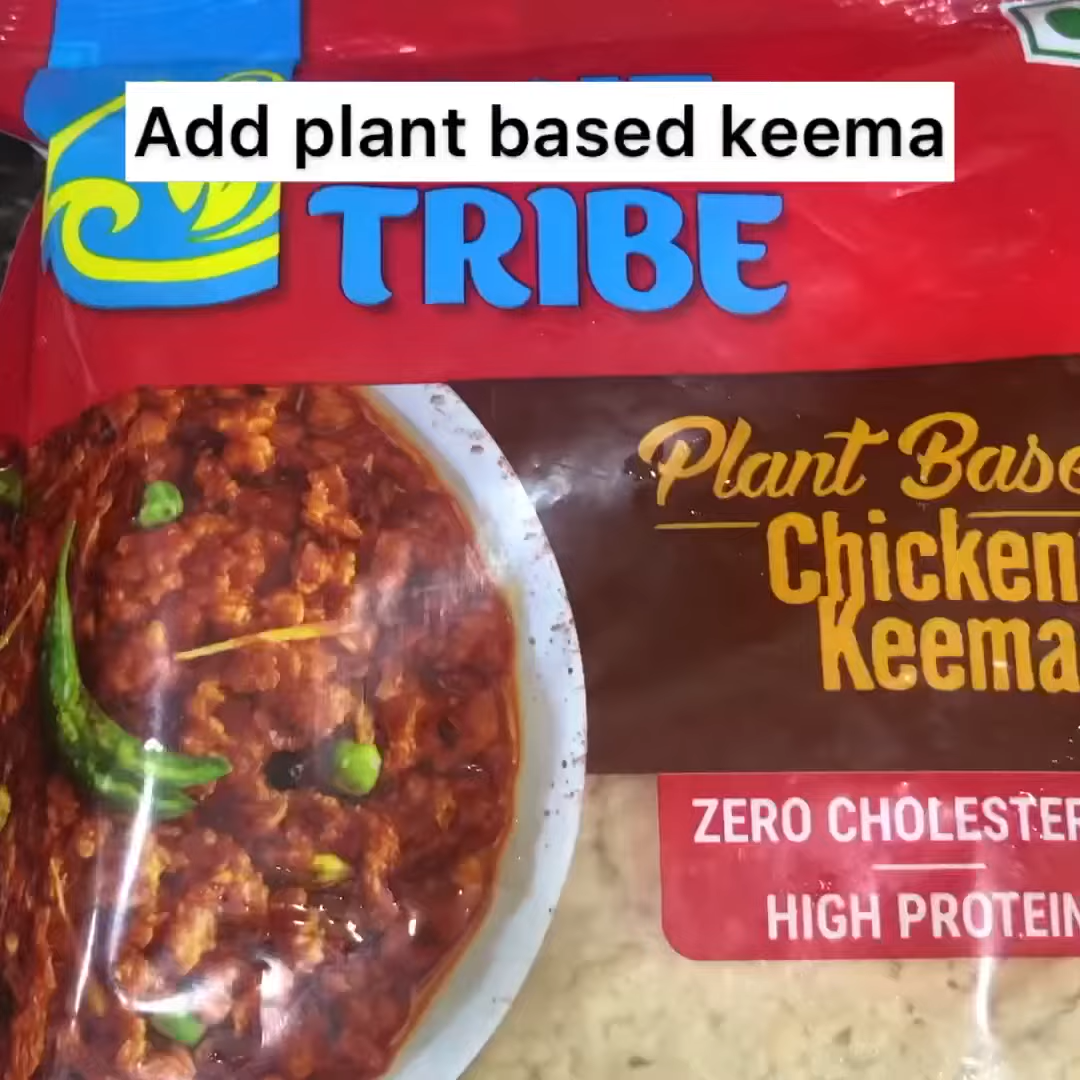 Add plant based keema
TRIBE
Plant Base
Chicken
Keema
ZERO CHOLESTER
HIGH PROTEIN